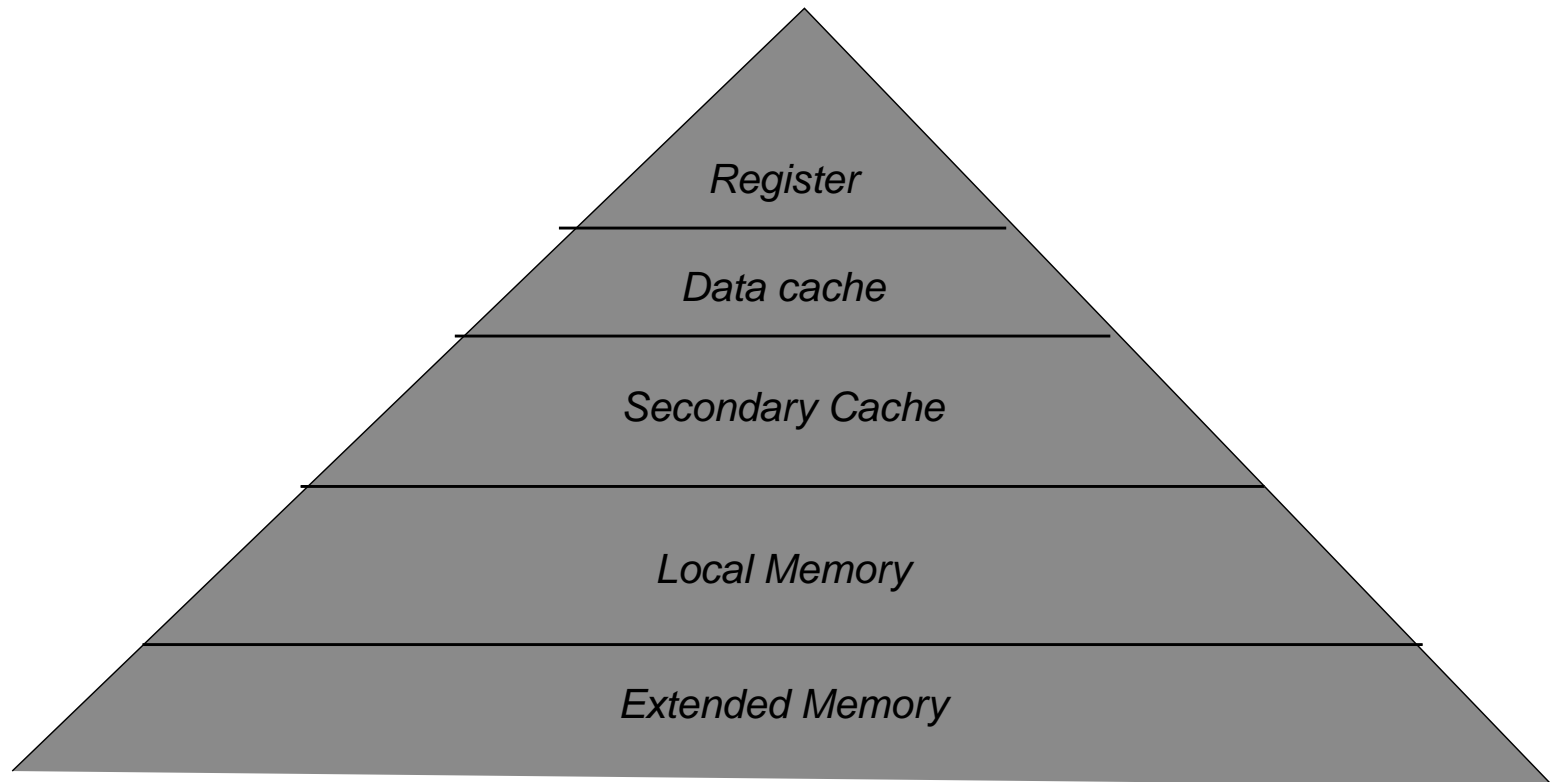 Register
Data cache
Secondary Cache
Local Memory
Extended Memory